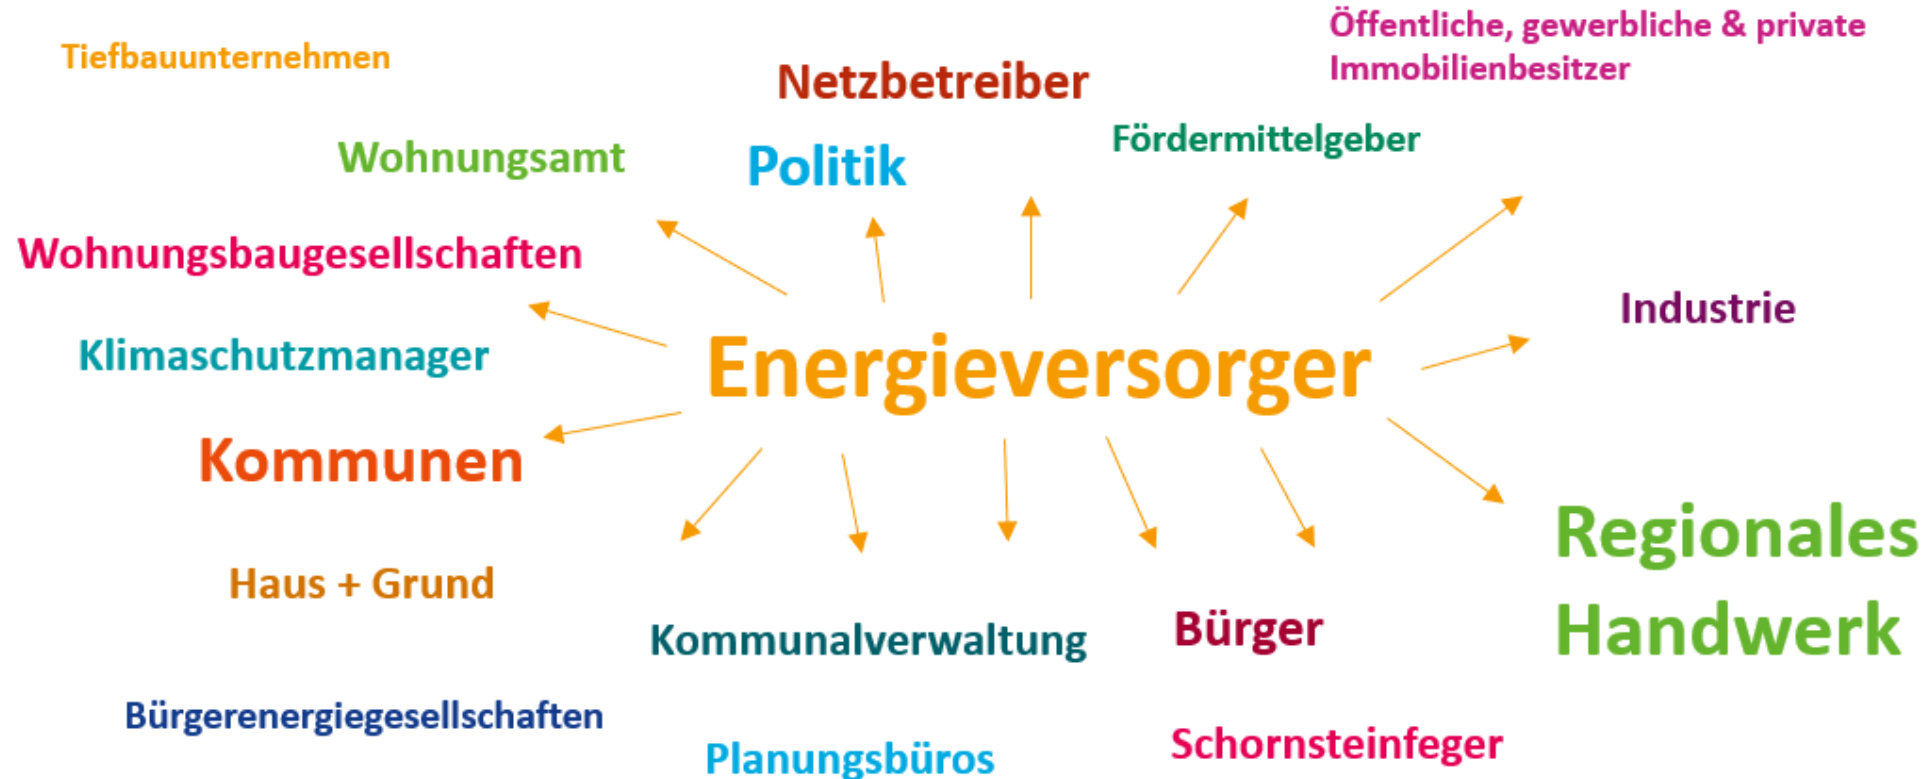 Öffentliche, gewerbliche & private
Immobilienbesitzer
Tiefbauunternehmen
Netzbetreiber
Fördermittelgeber
Wohnungsamt
Politik
Wohnungsbaugesellschaften
Industrie
Klimaschutzmanager
Energieversorger
Kommunen
Regionales
Handwerk
Haus + Grund
Kommunalverwaltung
Bürger
Bürgerenergiegesellschaften
Planungsbüros
Schornsteinfeger